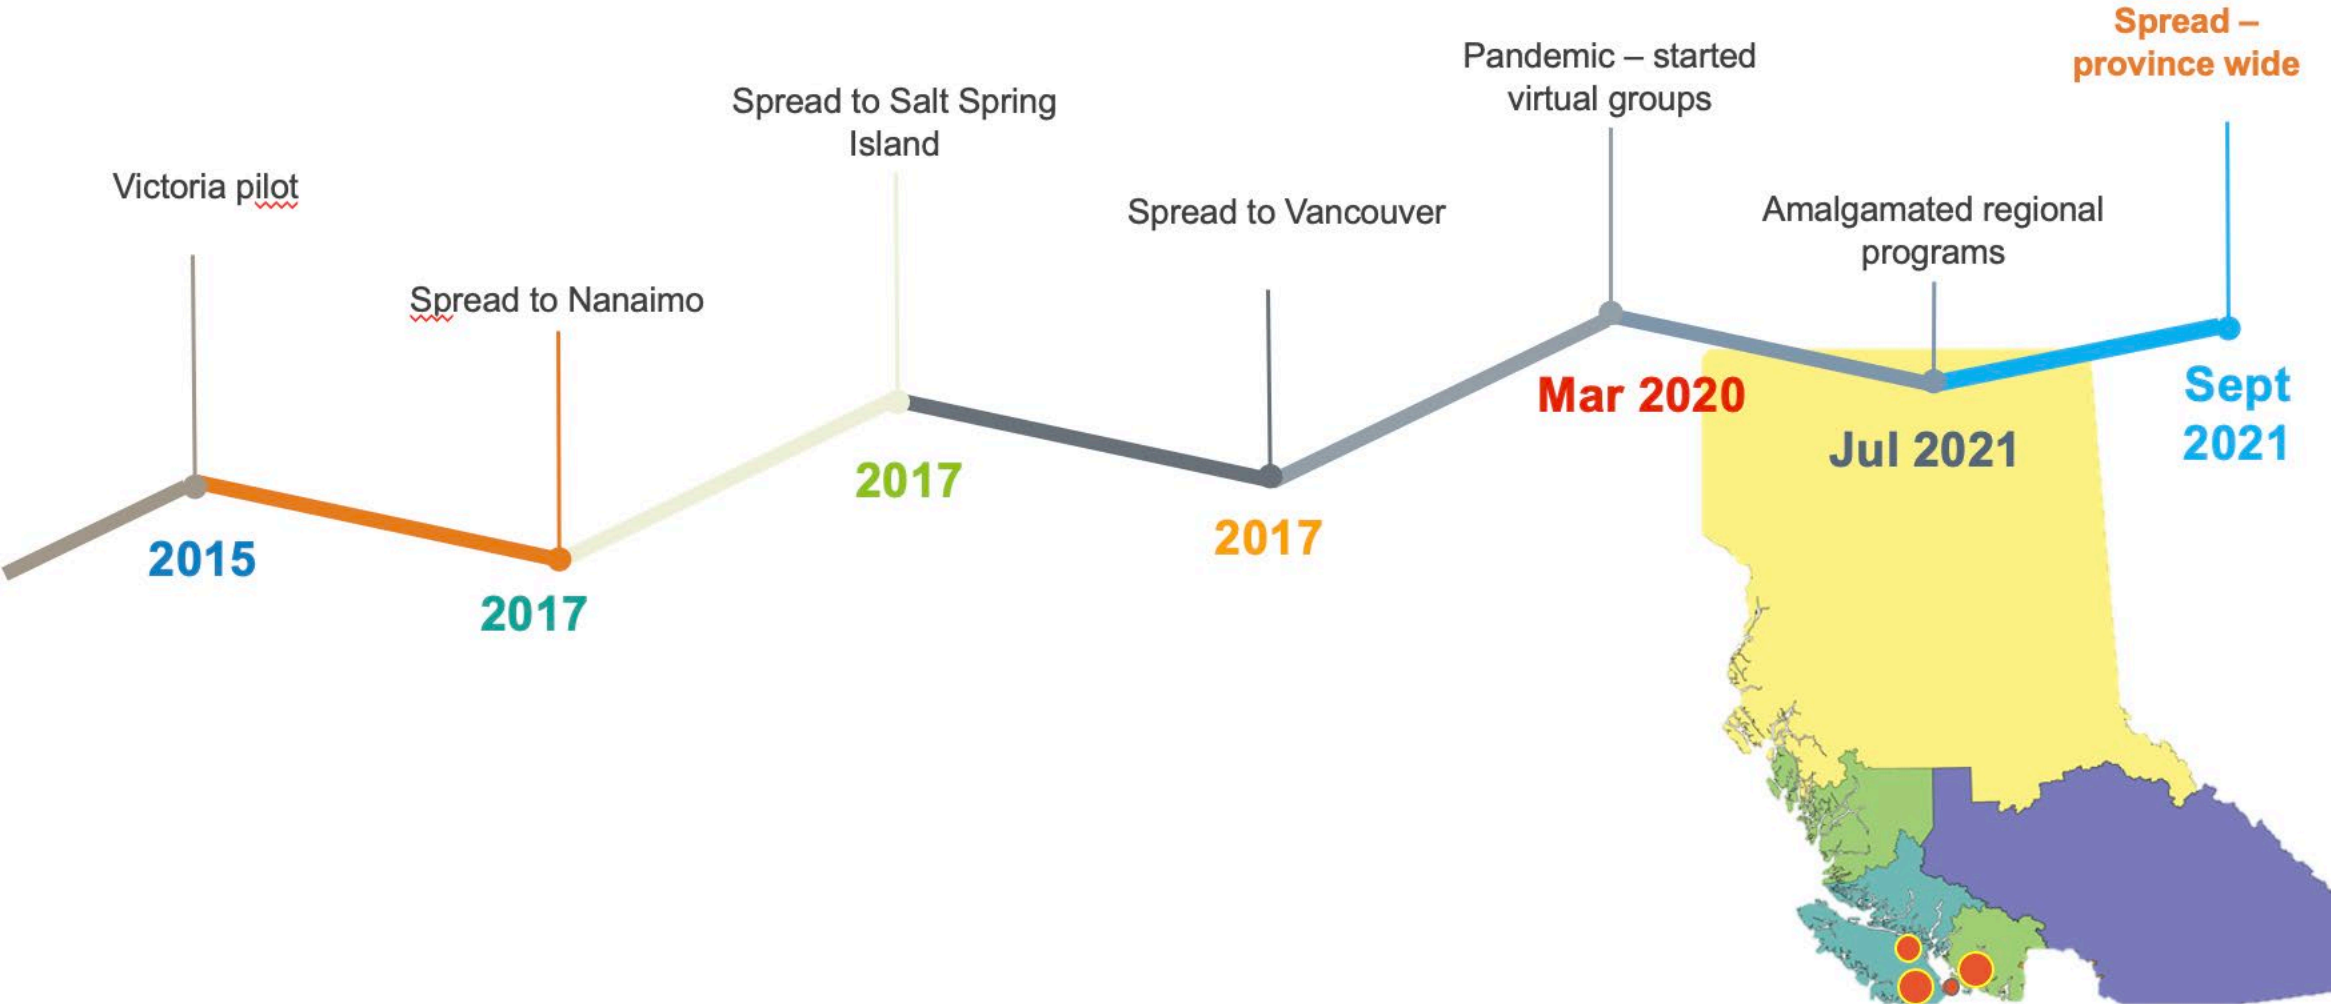 Victoria pilot
2015
Spread to Nanaimo
2017
Spread to Salt Spring
Island
2017
Spread to Vancouver
2017
Pandemic – started
virtual groups
Mar 2020
Amalgamated regional
programs
Jul 2021
Spread –
province wide
Sept
2021